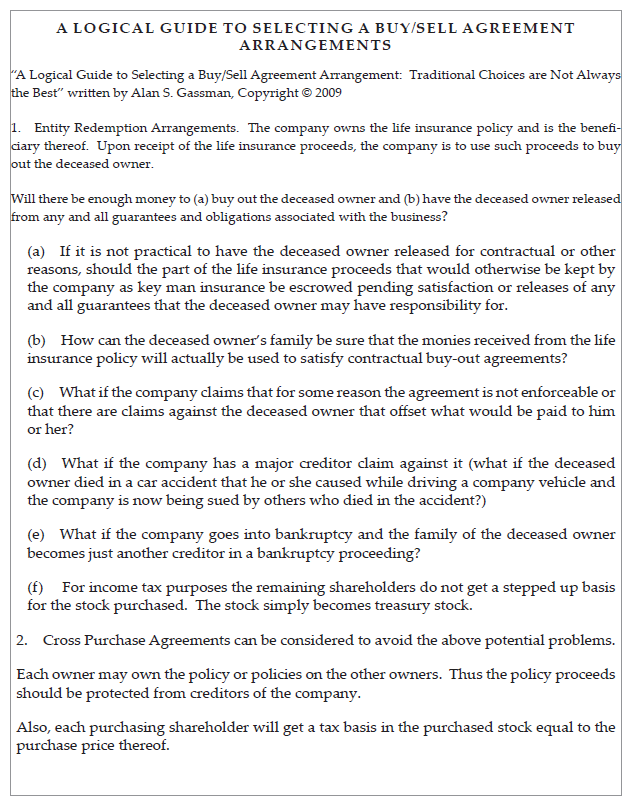 A LOGICAL GUIDE TO SELECTING A BUY/SELL AGREEMENT
ARRANGEMENTS
“A Logical Guide to Selecting a Buy/Sell Agreement Arrangement: Traditional Choices are Not Always
the Best” written by Alan S. Gassman, Copyright © 2009
1. Entity Redemption Arrangements. The company owns the life insurance policy and is the benefi-
ciary thereof. Upon receipt of the life insurance proceeds, the company is to use such proceeds to buy
out the deceased owner.
Will there be enough money to (a) buy out the deceased owner and (b) have the deceased owner released
from any and all guarantees and obligations associated with the business?
(a) If it is not practical to have the deceased owner released for contractual or other
reasons, should the part of the life insurance proceeds that would otherwise be kept by
the company as key man insurance be escrowed pending satisfaction or releases of any
and all guarantees that the deceased owner may have responsibility for.
(b) How can the deceased owner’s family be sure that the monies received from the life
insurance policy will actually be used to satisfy contractual buy-out agreements?
(c) What if the company claims that for some reason the agreement is not enforceable or
that there are claims against the deceased owner that offset what would be paid to him
or her?
(d) What if the company has a major creditor claim against it (what if the deceased
owner died in a car accident that he or she caused while driving a company vehicle and
the company is now being sued by others who died in the accident?)
(e) What if the company goes into bankruptcy and the family of the deceased owner
becomes just another creditor in a bankruptcy proceeding?
(f) For income tax purposes the remaining shareholders do not get a stepped up basis
for the stock purchased. The stock simply becomes treasury stock.
2. Cross Purchase Agreements can be considered to avoid the above potential problems.
Each owner may own the policy or policies on the other owners. Thus the policy proceeds
should be protected from creditors of the company.
Also, each purchasing shareholder will get a tax basis in the purchased stock equal to the
purchase price thereof.